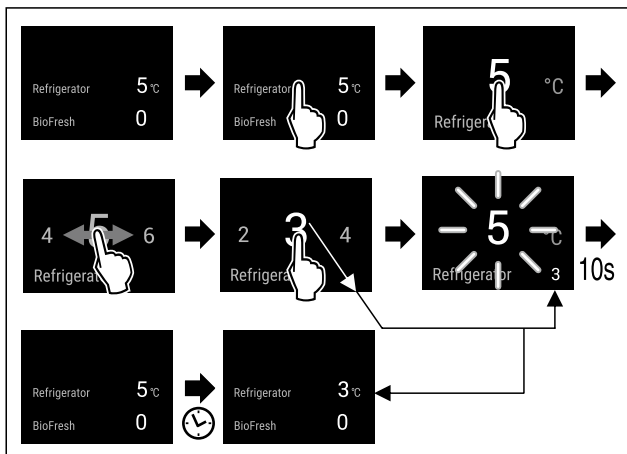 Refrigerator 5 °C
BioFresh 0
Refrigerator 5 °C
BioFresh 0
5 °C
4 5 6
Refrigerat
2 3 4
Refrigera
5 °C
Refrigerator 3
10s
Refrigerator 5 °C
BioFresh 0
Refrigerator 3 °C
BioFresh 0